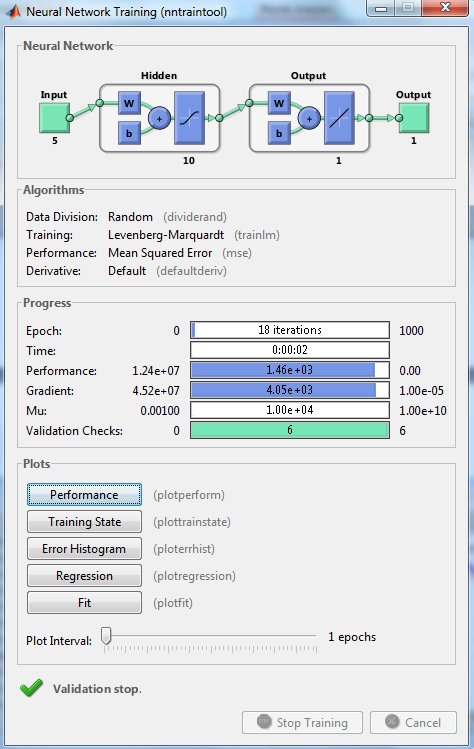 Neural Network Training (nntraintool)
Neural Network
Hidden Output
Input Output
W W
+ +
b b
5 10 1 1
Algorithms
Data Division: Random (dividerand)
Training: Levenberg-Marquardt (trainlm)
Performance: Mean Squared Error (mse)
Derivative: Default (defaultderiv)
Progress
Epoch: 0 18 iterations 1000
Time: 0:00:02
Performance: 1.24e+07 1.46e+03 0.00
Gradient: 4.52e+07 4.05e+03 1.00e-05
Mu: 0.00100 1.00e+04 1.00e+10
Validation Checks: 0 6 6
Plots
Performance (plotperform)
Training State (plottrainstate)
Error Histogram (ploterrhist)
Regression (plotregression)
Fit (plotfit)
Plot Interval: 1 epochs
Validation stop.
Stop Training Cancel